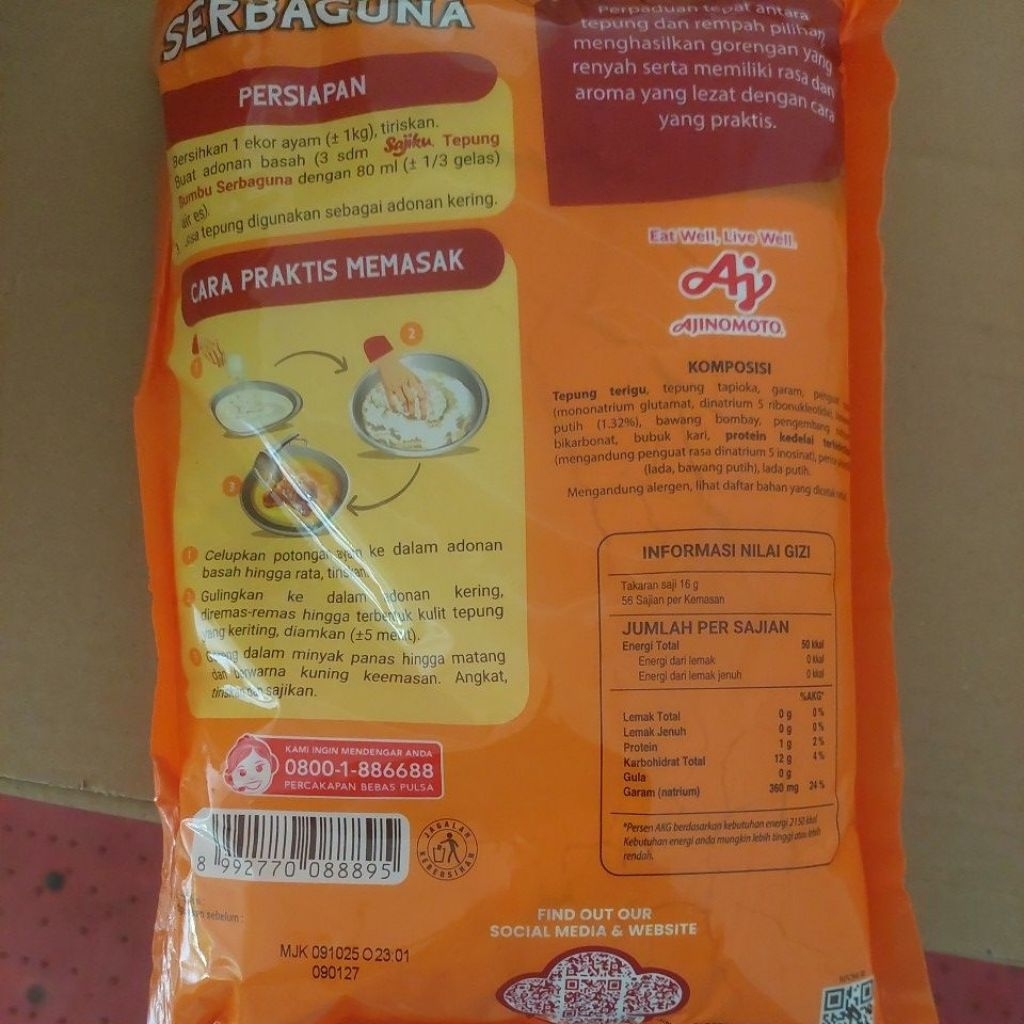 SERBAGUNA
PERSIAPAN
Bersihkan 1 ekor ayam (± 1kg), tiriskan.
Buat adonan basah (3 sdm Sajiku Tepung
Bumbu Serbaguna dengan 80 ml (± 1/3 gelas)
air es).
tepung digunakan sebagai adonan kering.
CARA PRAKTIS MEMASAK
1
2
3
1 Celupkan potongan ayam ke dalam adonan
basah hingga rata, tiriskan.
2 Gulingkan ke dalam adonan kering,
diremas-remas hingga terbentuk kulit tepung
yang keriting, diamkan (±5 menit).
3 Goreng dalam minyak panas hingga matang
dan berwarna kuning keemasan. Angkat,
tiriskan dan sajikan.
KAMI INGIN MENDENGAR ANDA
0800-1-886688
PERCAKAPAN BEBAS PULSA
8 992770 088895
JAGALAH KEBERSIHAN
sebelum :
MJK 091025 O 23:01
090127
Perpaduan tepat antara
tepung dan rempah pilihan
menghasilkan gorengan yang
renyah serta memiliki rasa dan
aroma yang lezat dengan cara
yang praktis.
Eat Well, Live Well.
Aj
AJINOMOTO.
KOMPOSISI
Tepung terigu, tepung tapioka, garam, penguat
(mononatrium glutamat, dinatrium 5 ribonukleotida),
putih (1.32%), bawang bombay, pengembang
bikarbonat, bubuk kari, protein kedelai
(mengandung penguat rasa dinatrium 5 inosinat),
(lada, bawang putih), lada putih.
Mengandung alergen, lihat daftar bahan yang dicetak
INFORMASI NILAI GIZI
Takaran saji 16 g
56 Sajian per Kemasan
JUMLAH PER SAJIAN
Energi Total 50 kkal
Energi dari lemak 0 kkal
Energi dari lemak jenuh 0 kkal
%AKG*
Lemak Total 0 g 0 %
Lemak Jenuh 0 g 0 %
Protein 1 g 2 %
Karbohidrat Total 12 g 4 %
Gula 0 g
Garam (natrium) 360 mg 24 %
*Persen AKG berdasarkan kebutuhan energi 2150 kkal
Kebutuhan energi anda mungkin lebih tinggi atau lebih
rendah.
FIND OUT OUR
SOCIAL MEDIA & WEBSITE